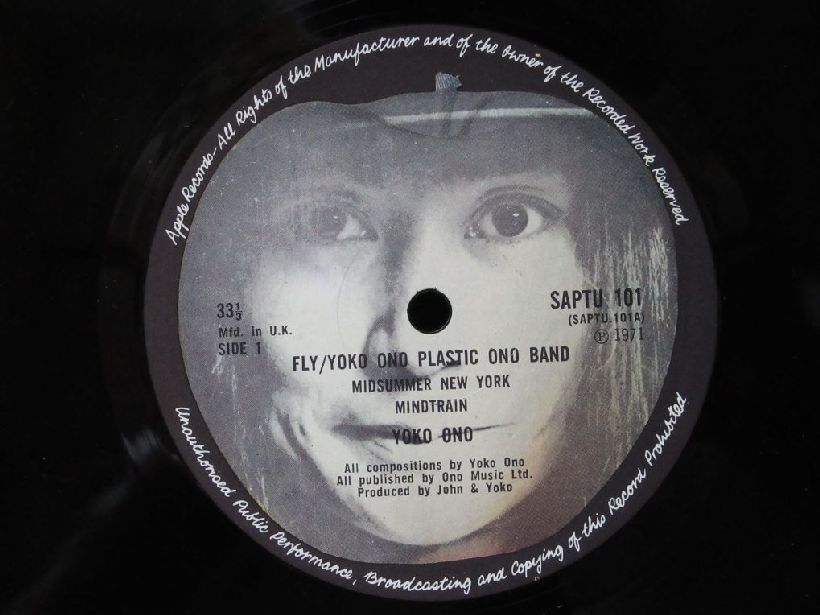 Apple Records - All Rights of the Manufacturer and of the Owner of the Recorded Work Reserved
33⅓
Mfd. in U.K.
SIDE 1
SAPTU 101
(SAPTU.101A)
Ⓟ 1971
FLY/YOKO ONO PLASTIC ONO BAND
MIDSUMMER NEW YORK
MINDTRAIN
YOKO ONO
All compositions by Yoko Ono
All published by Ono Music Ltd.
Produced by John & Yoko
Unauthorised Public Performance, Broadcasting and Copying of this Record Prohibited